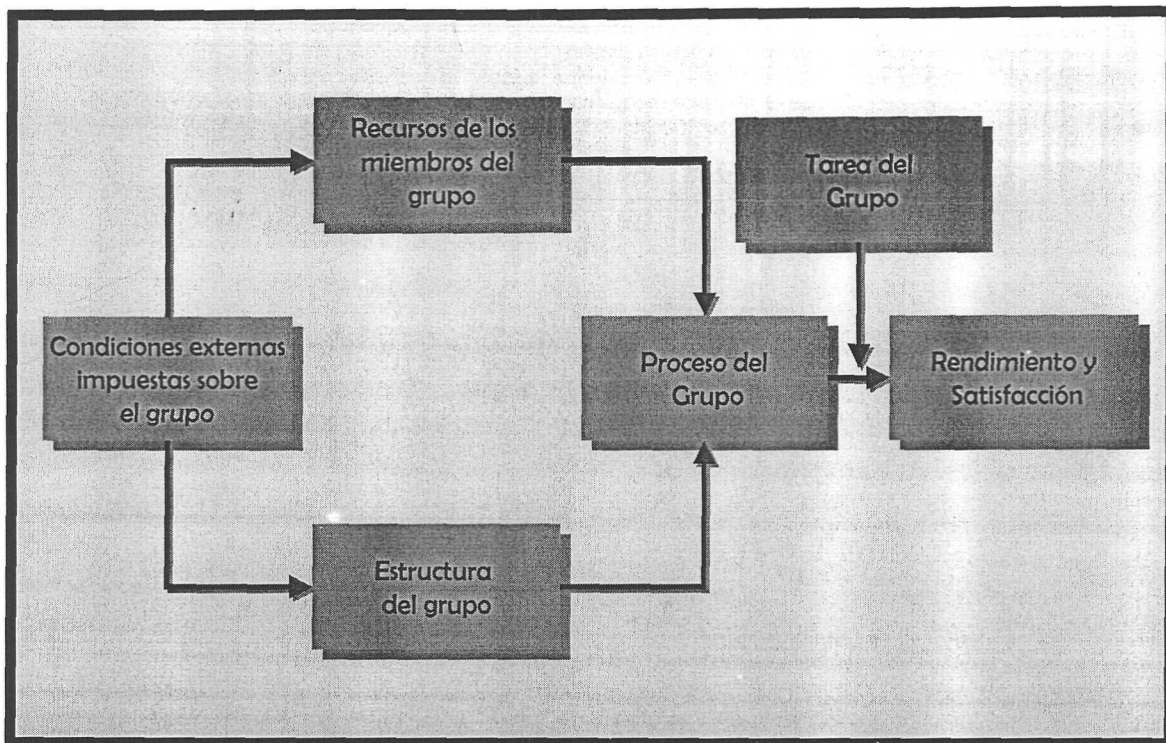 Recursos de los
miembros del
grupo
Tarea del
Grupo
Condiciones externas
impuestas sobre
el grupo
Proceso del
Grupo
Rendimiento y
Satisfacción
Estructura
del grupo